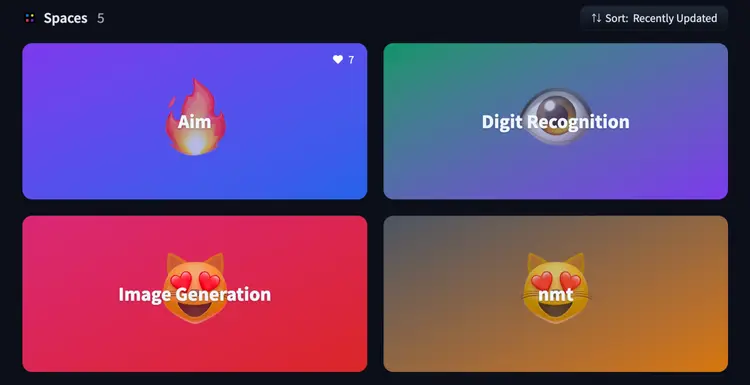 Spaces 5
Sort: Recently Updated
7
Aim
Digit Recognition
Image Generation
nmt